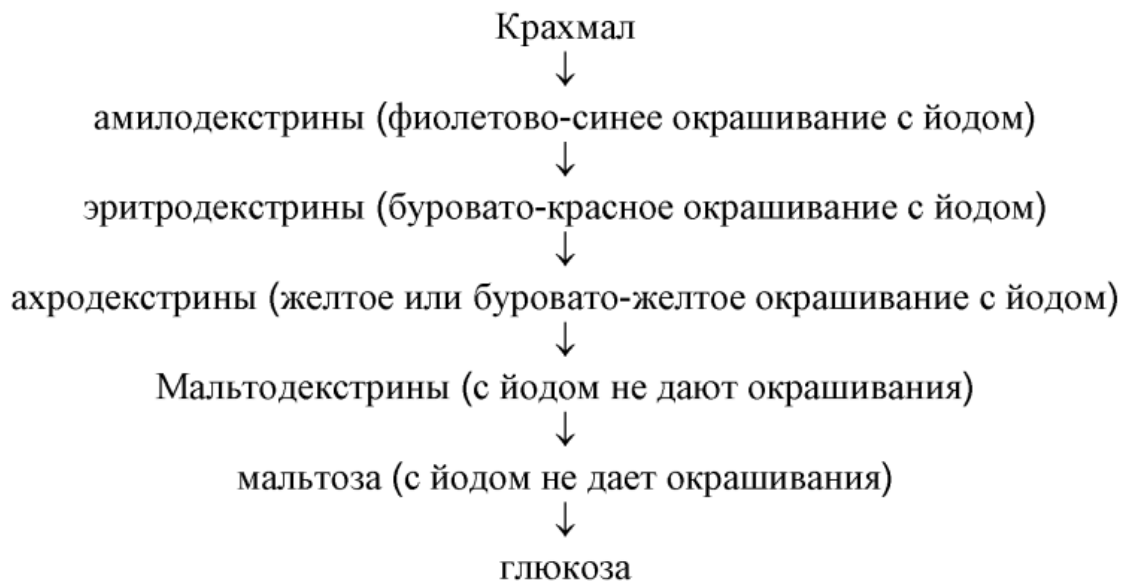 Крахмал
↓
амилодекстрины (фиолетово-синее окрашивание с йодом)
↓
эритродекстрины (буровато-красное окрашивание с йодом)
↓
ахродекстрины (желтое или буровато-желтое окрашивание с йодом)
↓
Мальтодекстрины (с йодом не дают окрашивания)
↓
мальтоза (с йодом не дает окрашивания)
↓
глюкоза